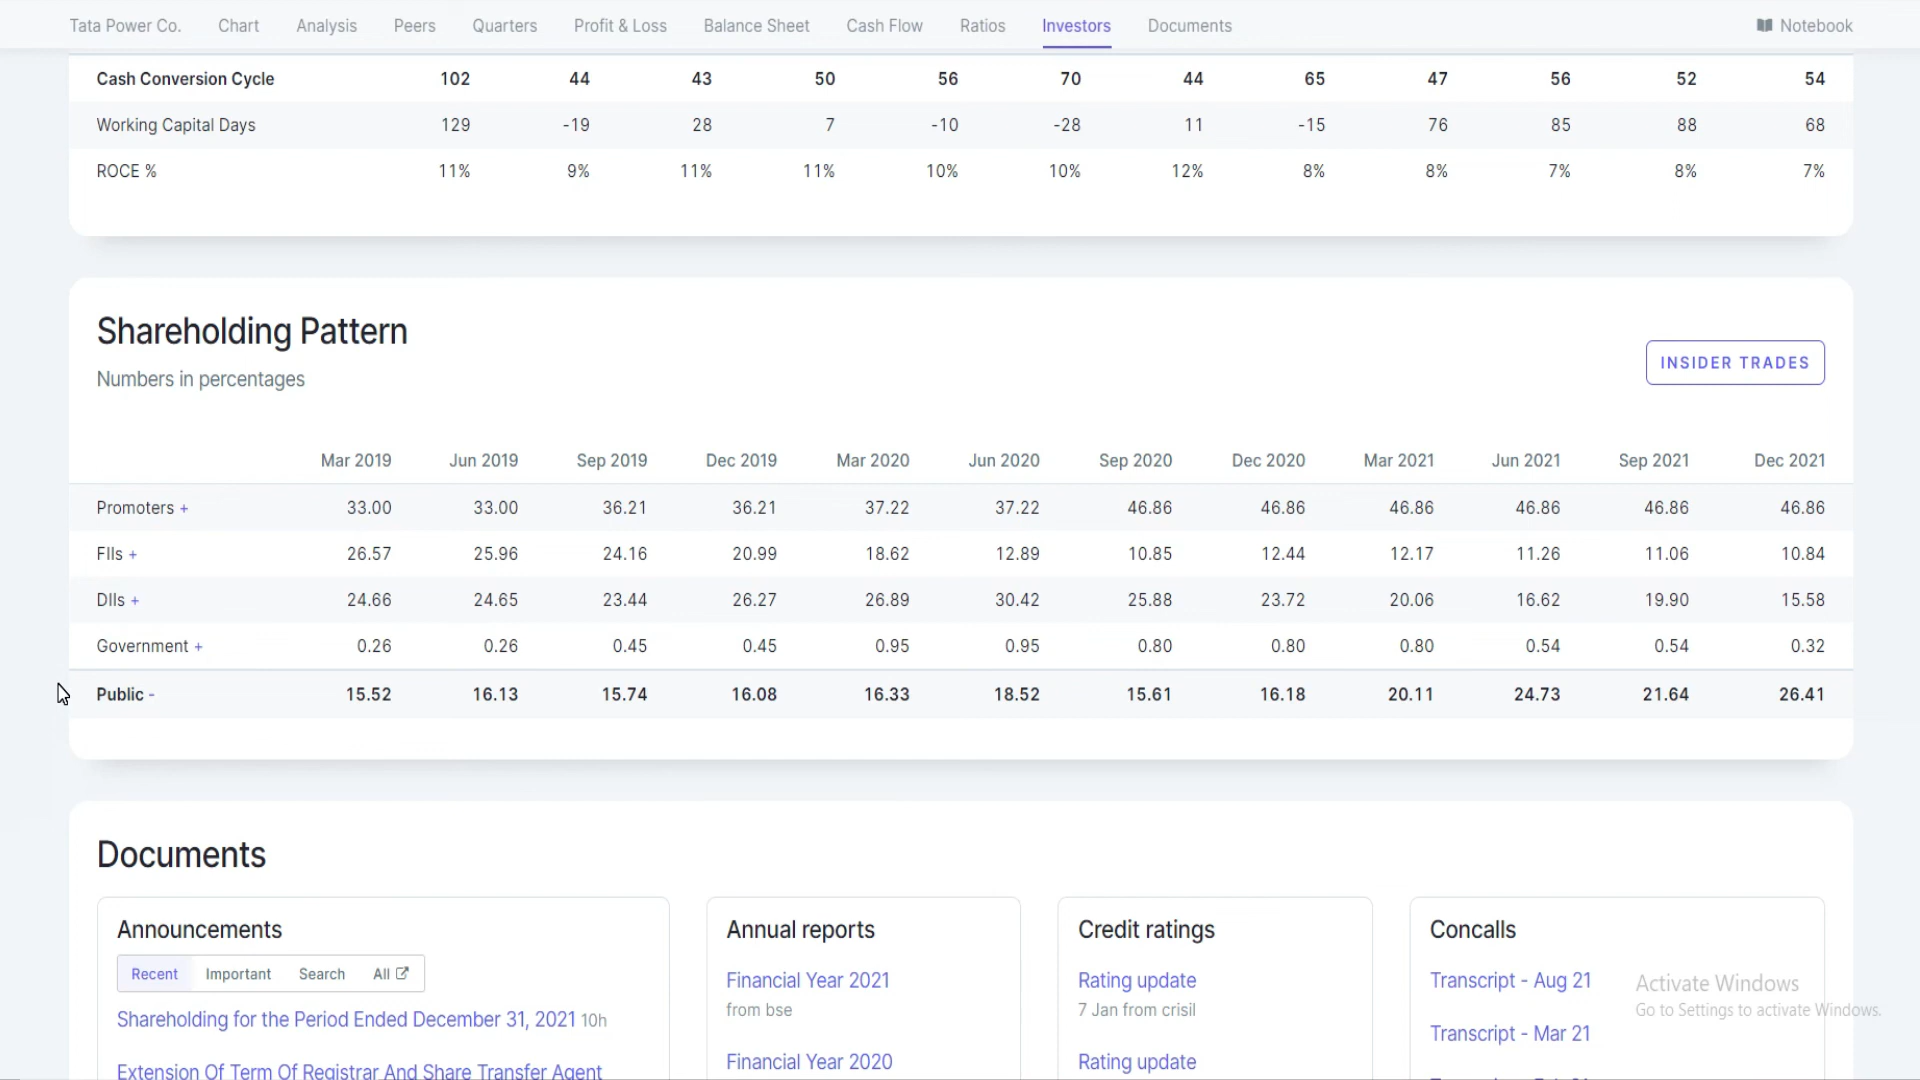 Tata Power Co. Chart Analysis Peers Quarters Profit & Loss Balance Sheet Cash Flow Ratios Investors Documents Notebook
Cash Conversion Cycle 102 44 43 50 56 70 44 65 47 56 52 54
Working Capital Days 129 -19 28 7 -10 -28 11 -15 76 85 88 68
ROCE % 11% 9% 11% 11% 10% 10% 12% 8% 8% 7% 8% 7%
Shareholding Pattern
Numbers in percentages
INSIDER TRADES
Mar 2019 Jun 2019 Sep 2019 Dec 2019 Mar 2020 Jun 2020 Sep 2020 Dec 2020 Mar 2021 Jun 2021 Sep 2021 Dec 2021
Promoters + 33.00 33.00 36.21 36.21 37.22 37.22 46.86 46.86 46.86 46.86 46.86 46.86
FIIs + 26.57 25.96 24.16 20.99 18.62 12.89 10.85 12.44 12.17 11.26 11.06 10.84
DIIs + 24.66 24.65 23.44 26.27 26.89 30.42 25.88 23.72 20.06 16.62 19.90 15.58
Government + 0.26 0.26 0.45 0.45 0.95 0.95 0.80 0.80 0.80 0.54 0.54 0.32
Public - 15.52 16.13 15.74 16.08 16.33 18.52 15.61 16.18 20.11 24.73 21.64 26.41
Documents
Announcements
Recent Important Search All
Shareholding for the Period Ended December 31, 2021 10h
Extension Of Term Of Registrar And Share Transfer Agent
Annual reports
Financial Year 2021
from bse
Financial Year 2020
Credit ratings
Rating update
7 Jan from crisil
Rating update
Concalls
Transcript - Aug 21
Transcript - Mar 21
Activate Windows
Go to Settings to activate Windows.